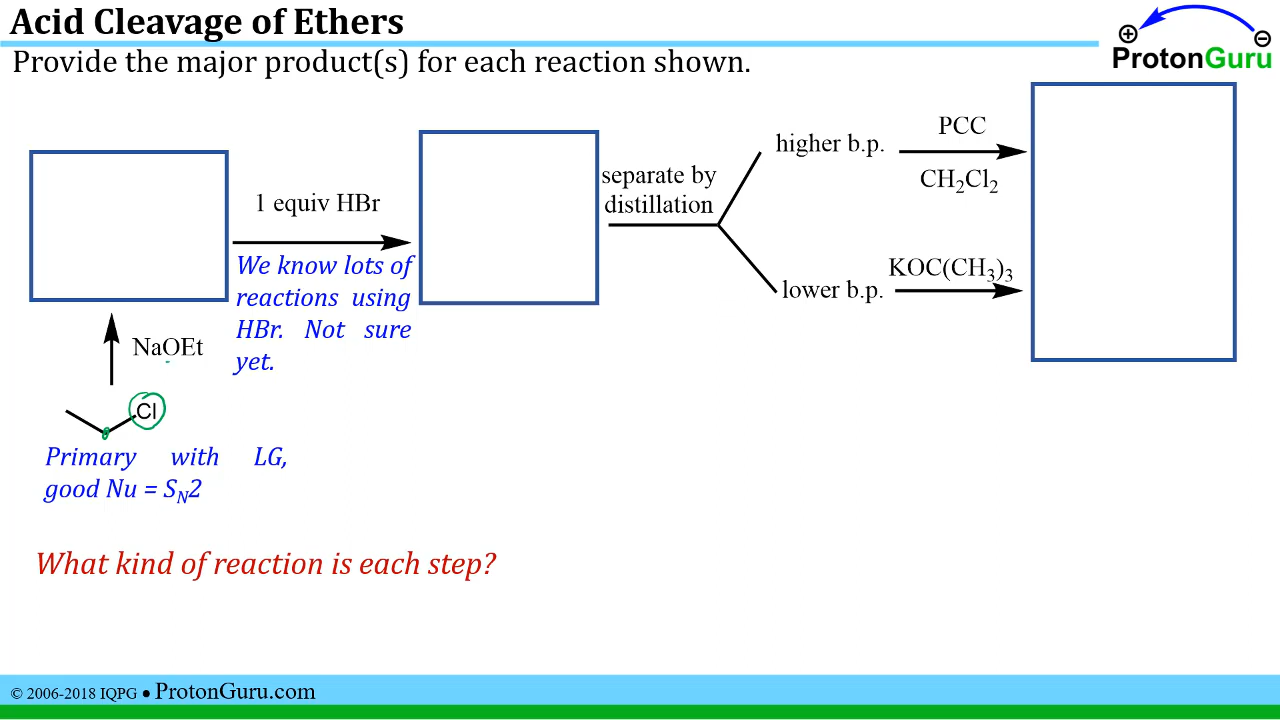 Acid Cleavage of Ethers
Provide the major product(s) for each reaction shown.
⊕ ⊖
ProtonGuru
PCC
higher b.p.
CH₂Cl₂
separate by
distillation
1 equiv HBr
We know lots of
reactions using
HBr. Not sure
yet.
KOC(CH₃)₃
lower b.p.
NaOEt
Cl
Primary with LG,
good Nu = SN2
What kind of reaction is each step?
© 2006-2018 IQPG ● ProtonGuru.com